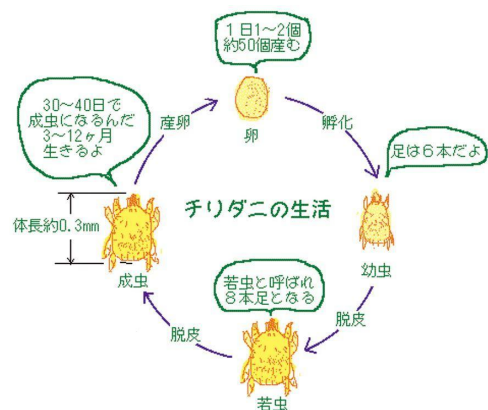 1日1～2個
約50個産む
30～40日で
成虫になるんだ
3～12ヶ月
生きるよ
産卵
卵
孵化
足は6本だよ
チリダニの生活
体長約0.3mm
成虫
幼虫
若虫と呼ばれ
8本足となる
脱皮
脱皮
若虫